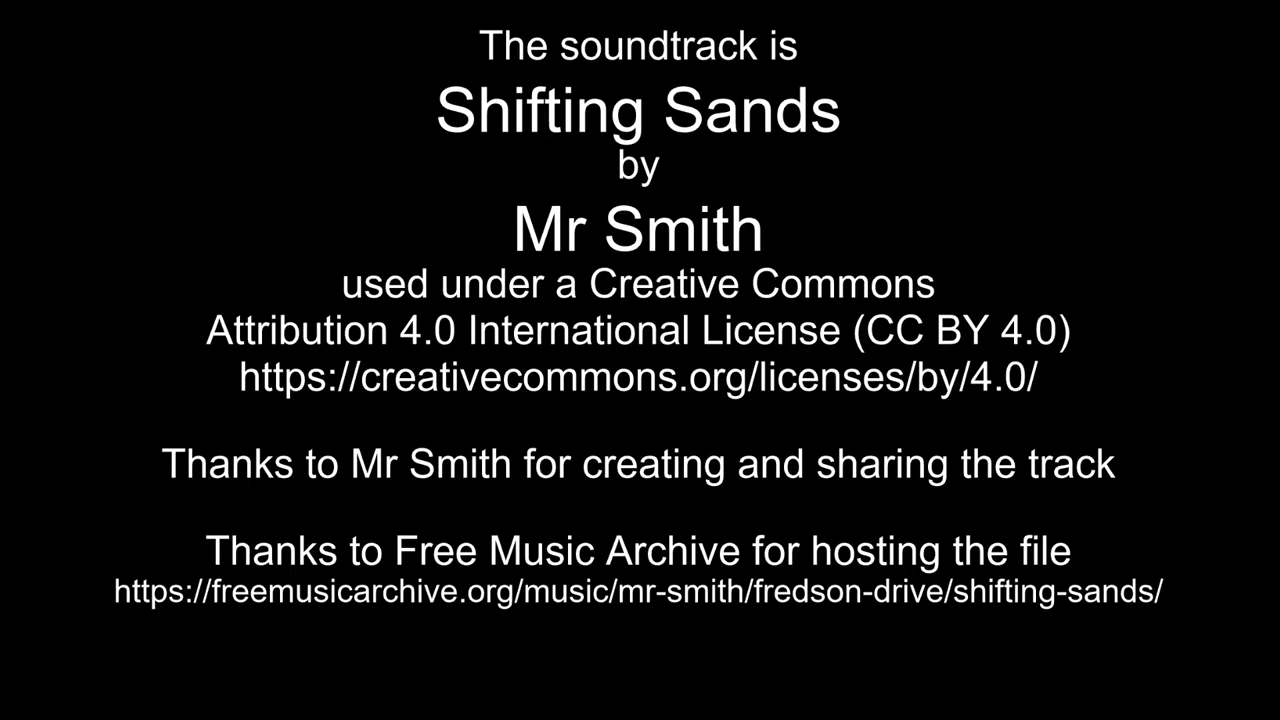 The soundtrack is
Shifting Sands
by
Mr Smith
used under a Creative Commons
Attribution 4.0 International License (CC BY 4.0)
https://creativecommons.org/licenses/by/4.0/
Thanks to Mr Smith for creating and sharing the track
Thanks to Free Music Archive for hosting the file
https://freemusicarchive.org/music/mr-smith/fredson-drive/shifting-sands/